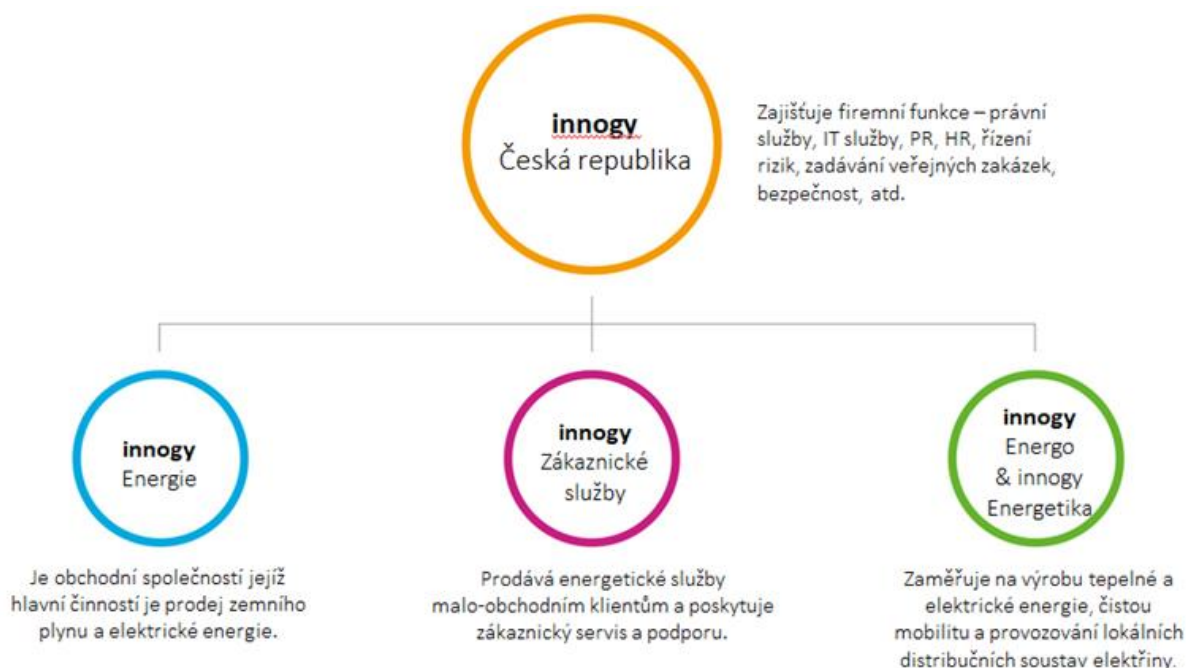 innogy
Česká republika
Zajišťuje firemní funkce – právní
služby, IT služby, PR, HR, řízení
rizik, zadávání veřejných zakázek,
bezpečnost, atd.
innogy
Energie
innogy
Zákaznické
služby
innogy
Energo
& innogy
Energetika
Je obchodní společností jejíž
hlavní činností je prodej zemního
plynu a elektrické energie.
Prodává energetické služby
malo-obchodním klientům a poskytuje
zákaznický servis a podporu.
Zaměřuje na výrobu tepelné a
elektrické energie, čistou
mobilitu a provozování lokálních
distribučních soustav elektřiny.